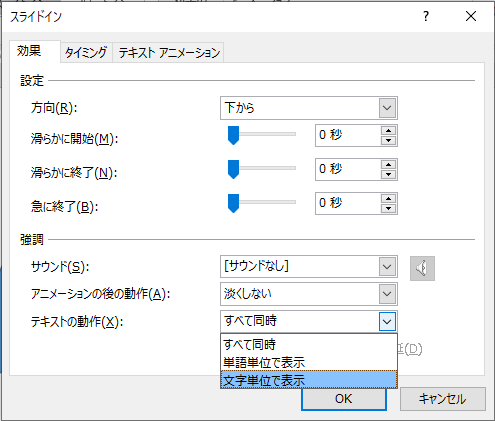 スライドイン ? ×
効果 タイミング テキスト アニメーション
設定
方向(R): 下から
滑らかに開始(M): 0 秒
滑らかに終了(N): 0 秒
急に終了(B): 0 秒
強調
サウンド(S): [サウンドなし]
アニメーションの後の動作(A): 淡くしない
テキストの動作(X): すべて同時
すべて同時
(D)
単語単位で表示
文字単位で表示
OK キャンセル